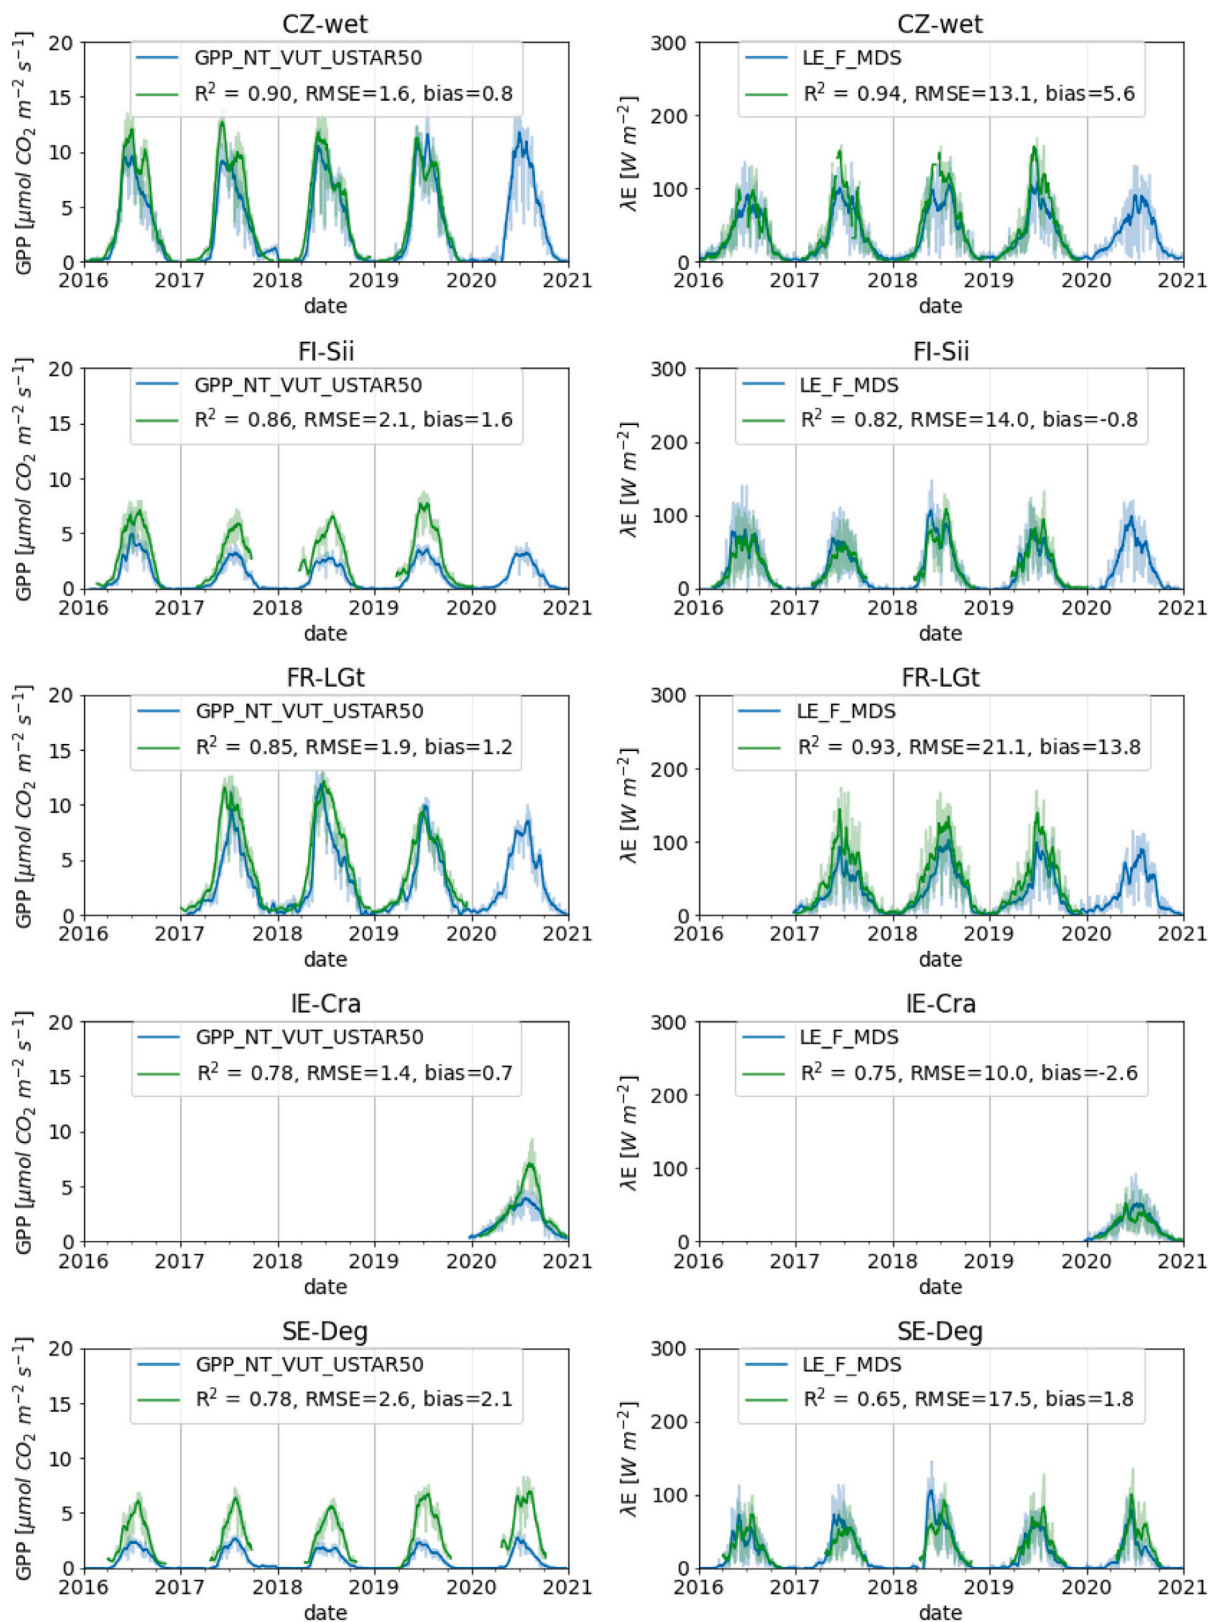 CZ-wet
GPP [μmol CO₂ m⁻² s⁻¹]
20
15
10
5
0
GPP_NT_VUT_USTAR50
R² = 0.90, RMSE=1.6, bias=0.8
2016 2017 2018 2019 2020 2021
date
CZ-wet
λE [W m⁻²]
300
200
100
0
LE_F_MDS
R² = 0.94, RMSE=13.1, bias=5.6
2016 2017 2018 2019 2020 2021
date
FI-Sii
GPP [μmol CO₂ m⁻² s⁻¹]
20
15
10
5
0
GPP_NT_VUT_USTAR50
R² = 0.86, RMSE=2.1, bias=1.6
2016 2017 2018 2019 2020 2021
date
FI-Sii
λE [W m⁻²]
300
200
100
0
LE_F_MDS
R² = 0.82, RMSE=14.0, bias=-0.8
2016 2017 2018 2019 2020 2021
date
FR-LGt
GPP [μmol CO₂ m⁻² s⁻¹]
20
15
10
5
0
GPP_NT_VUT_USTAR50
R² = 0.85, RMSE=1.9, bias=1.2
2016 2017 2018 2019 2020 2021
date
FR-LGt
λE [W m⁻²]
300
200
100
0
LE_F_MDS
R² = 0.93, RMSE=21.1, bias=13.8
2016 2017 2018 2019 2020 2021
date
IE-Cra
GPP [μmol CO₂ m⁻² s⁻¹]
20
15
10
5
0
GPP_NT_VUT_USTAR50
R² = 0.78, RMSE=1.4, bias=0.7
2016 2017 2018 2019 2020 2021
date
IE-Cra
λE [W m⁻²]
300
200
100
0
LE_F_MDS
R² = 0.75, RMSE=10.0, bias=-2.6
2016 2017 2018 2019 2020 2021
date
SE-Deg
GPP [μmol CO₂ m⁻² s⁻¹]
20
15
10
5
0
GPP_NT_VUT_USTAR50
R² = 0.78, RMSE=2.6, bias=2.1
2016 2017 2018 2019 2020 2021
date
SE-Deg
λE [W m⁻²]
300
200
100
0
LE_F_MDS
R² = 0.65, RMSE=17.5, bias=1.8
2016 2017 2018 2019 2020 2021
date